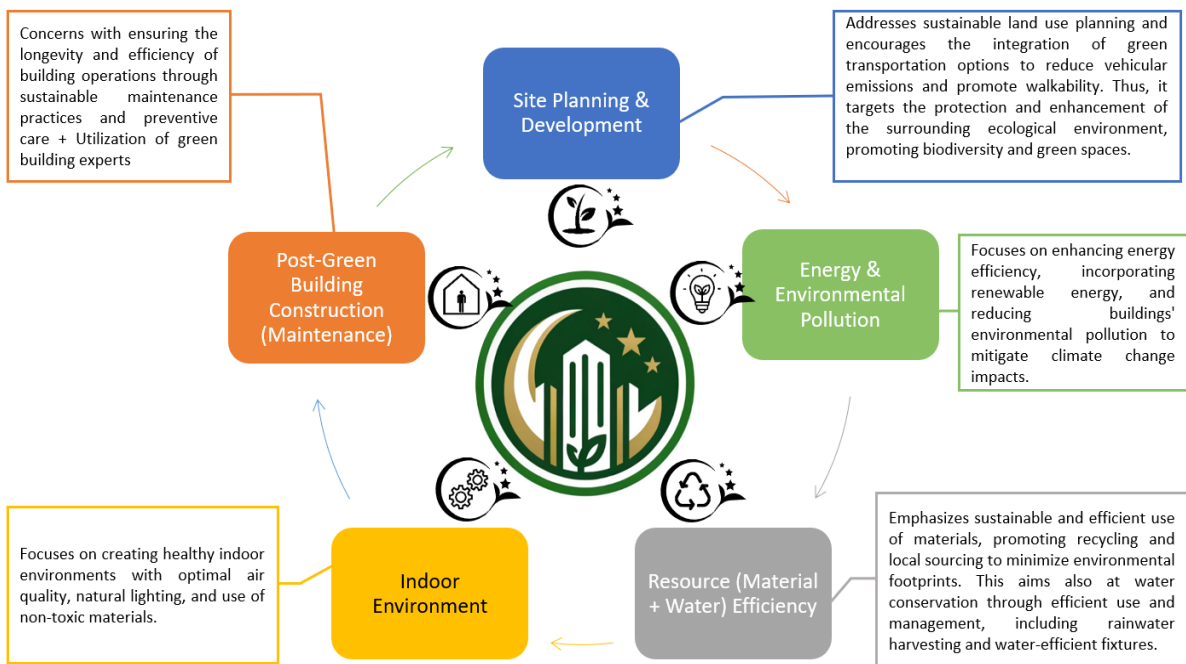 Concerns with ensuring the
longevity and efficiency of
building operations through
sustainable maintenance
practices and preventive
care + Utilization of green
building experts
Site Planning &
Development
Addresses sustainable land use planning and
encourages the integration of green
transportation options to reduce vehicular
emissions and promote walkability. Thus, it
targets the protection and enhancement of
the surrounding ecological environment,
promoting biodiversity and green spaces.
Post-Green
Building
Construction
(Maintenance)
Energy &
Environmental
Pollution
Focuses on enhancing energy
efficiency, incorporating
renewable energy, and
reducing buildings'
environmental pollution to
mitigate climate change
impacts.
Focuses on creating healthy indoor
environments with optimal air
quality, natural lighting, and use of
non-toxic materials.
Indoor
Environment
Resource (Material
+ Water) Efficiency
Emphasizes sustainable and efficient use
of materials, promoting recycling and
local sourcing to minimize environmental
footprints. This aims also at water
conservation through efficient use and
management, including rainwater
harvesting and water-efficient fixtures.